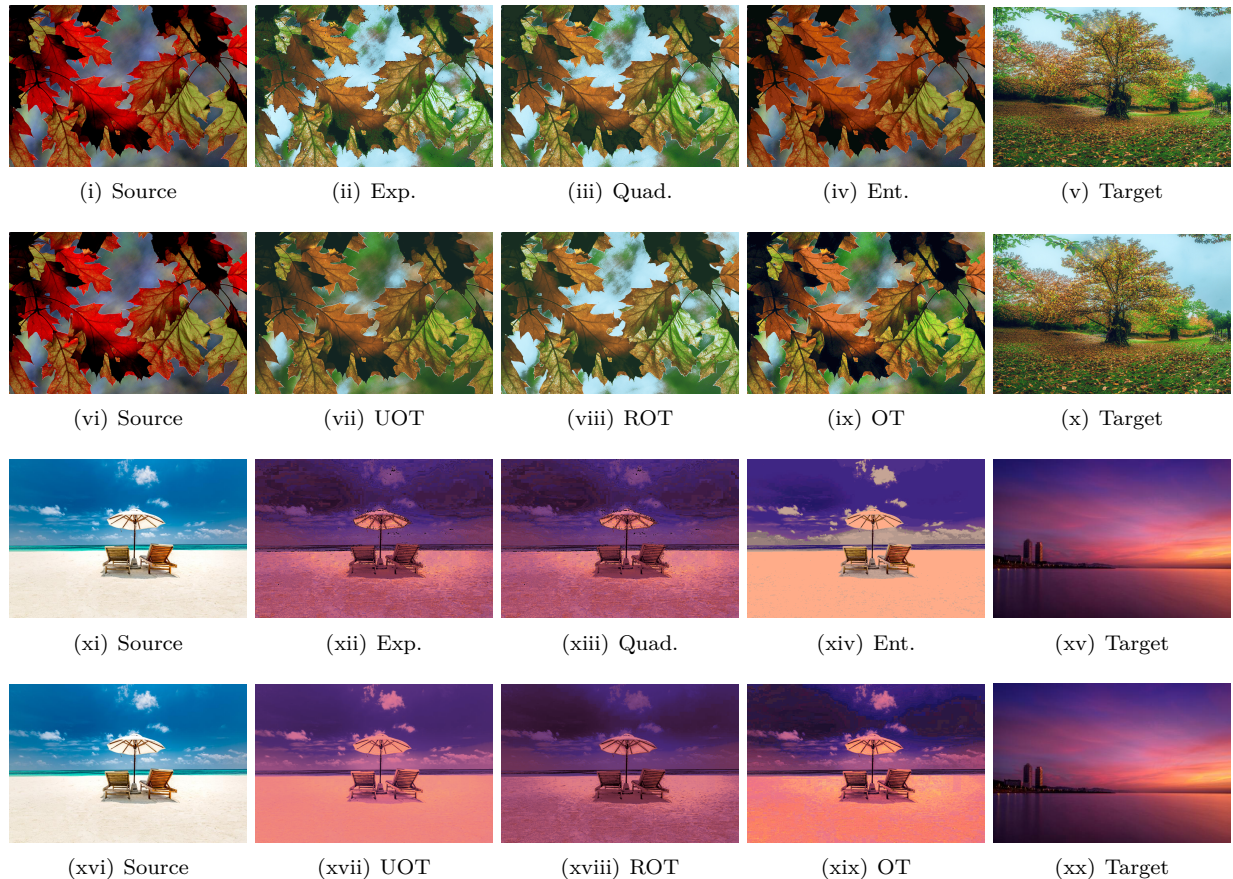 (i) Source (ii) Exp. (iii) Quad. (iv) Ent. (v) Target
(vi) Source (vii) UOT (viii) ROT (ix) OT (x) Target
(xi) Source (xii) Exp. (xiii) Quad. (xiv) Ent. (xv) Target
(xvi) Source (xvii) UOT (xviii) ROT (xix) OT (xx) Target